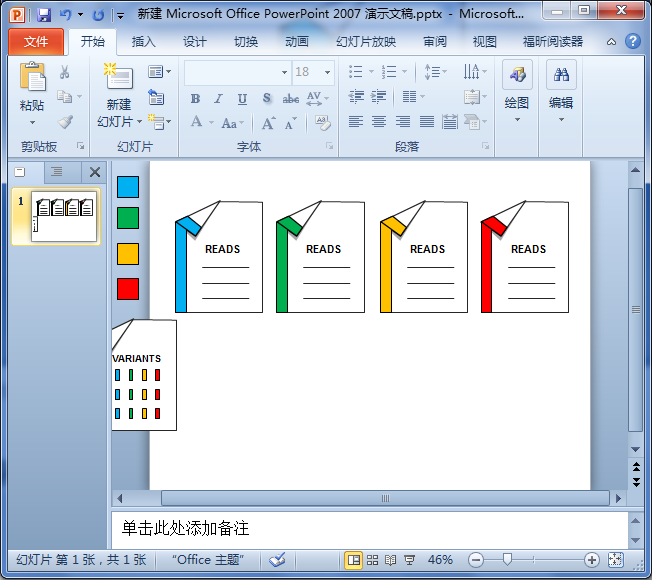 新建 Microsoft Office PowerPoint 2007 演示文稿.pptx - Microsoft...
文件 开始 插入 设计 切换 动画 幻灯片放映 审阅 视图 福昕阅读器
粘贴
新建
幻灯片
18
B I U S abc AV
A Aa A A
绘图
编辑
剪贴板 幻灯片 字体 段落
1
READS READS READS READS
VARIANTS
单击此处添加备注
幻灯片 第 1 张，共 1 张 “Office 主题” 46%